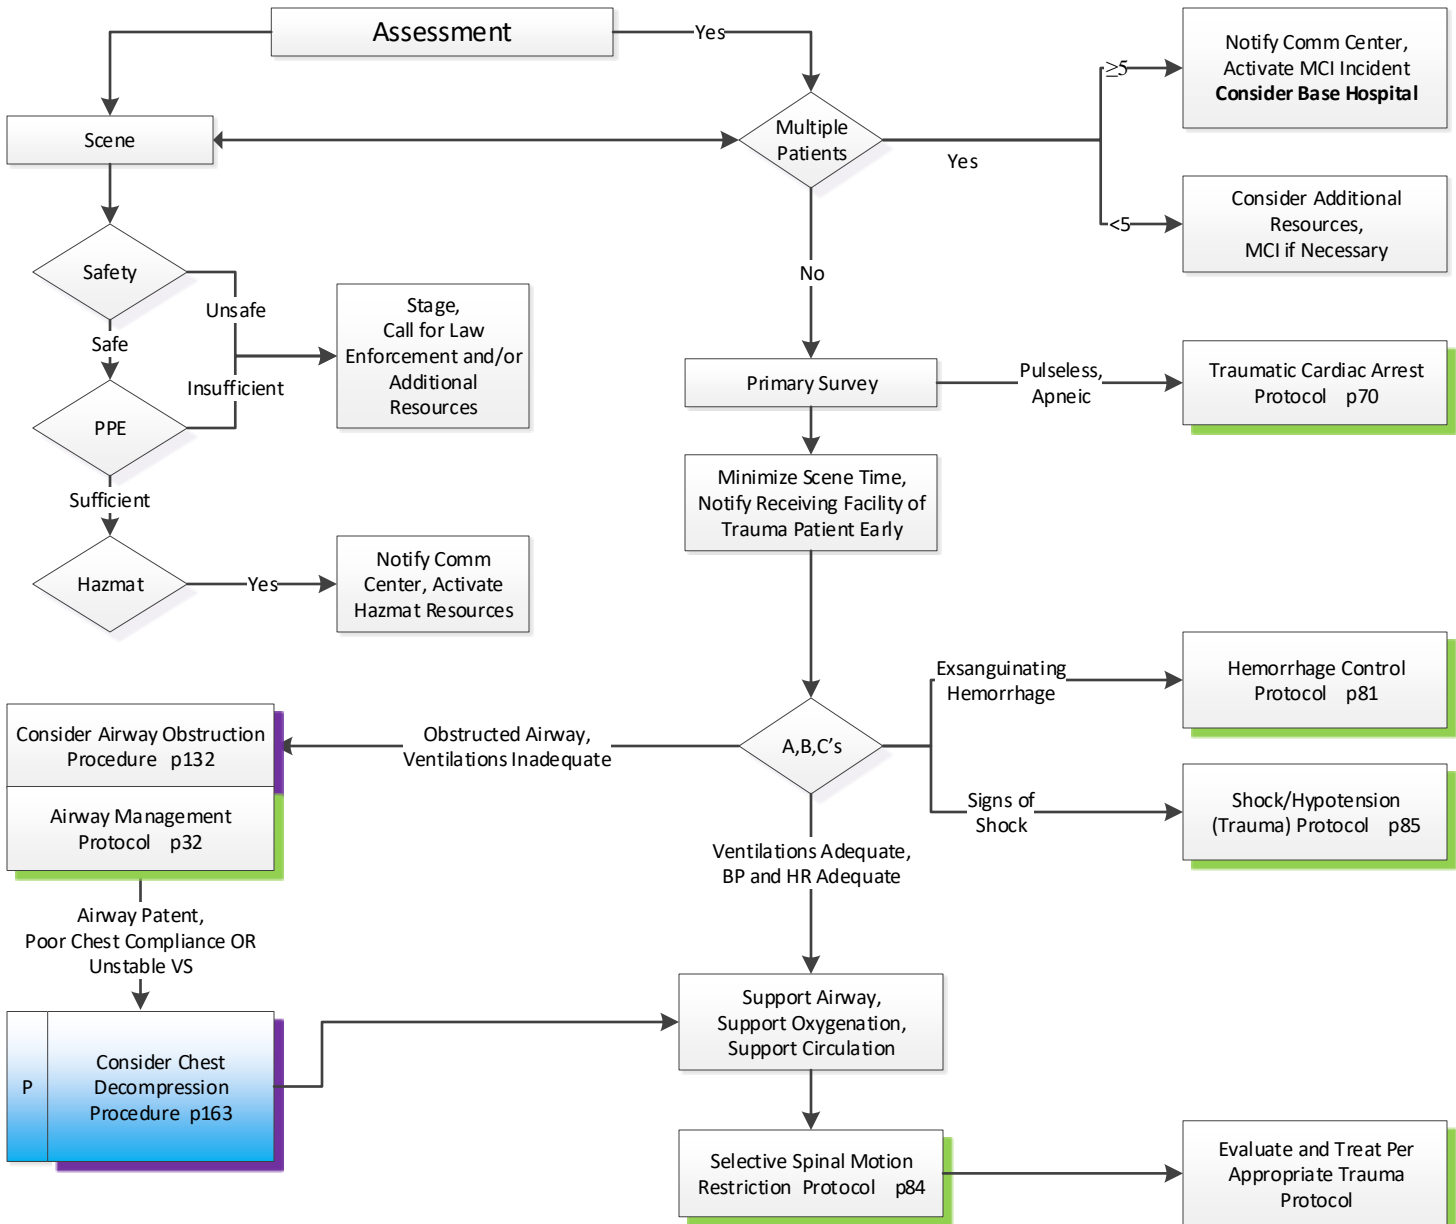 Assessment
Yes
Scene
Multiple
Patients
Yes
≥5
Notify Comm Center,
Activate MCI Incident
Consider Base Hospital
<5
Consider Additional
Resources,
MCI if Necessary
Safety
Unsafe
Safe
Insufficient
Stage,
Call for Law
Enforcement and/or
Additional
Resources
PPE
Sufficient
Hazmat
Yes
Notify Comm
Center, Activate
Hazmat Resources
No
Primary Survey
Pulseless,
Apneic
Traumatic Cardiac Arrest
Protocol p70
Minimize Scene Time,
Notify Receiving Facility of
Trauma Patient Early
A,B,C's
Exsanguinating
Hemorrhage
Hemorrhage Control
Protocol p81
Signs of
Shock
Shock/Hypotension
(Trauma) Protocol p85
Obstructed Airway,
Ventilations Inadequate
Consider Airway Obstruction
Procedure p132
Airway Management
Protocol p32
Airway Patent,
Poor Chest Compliance OR
Unstable VS
P
Consider Chest
Decompression
Procedure p163
Ventilations Adequate,
BP and HR Adequate
Support Airway,
Support Oxygenation,
Support Circulation
Selective Spinal Motion
Restriction Protocol p84
Evaluate and Treat Per
Appropriate Trauma
Protocol